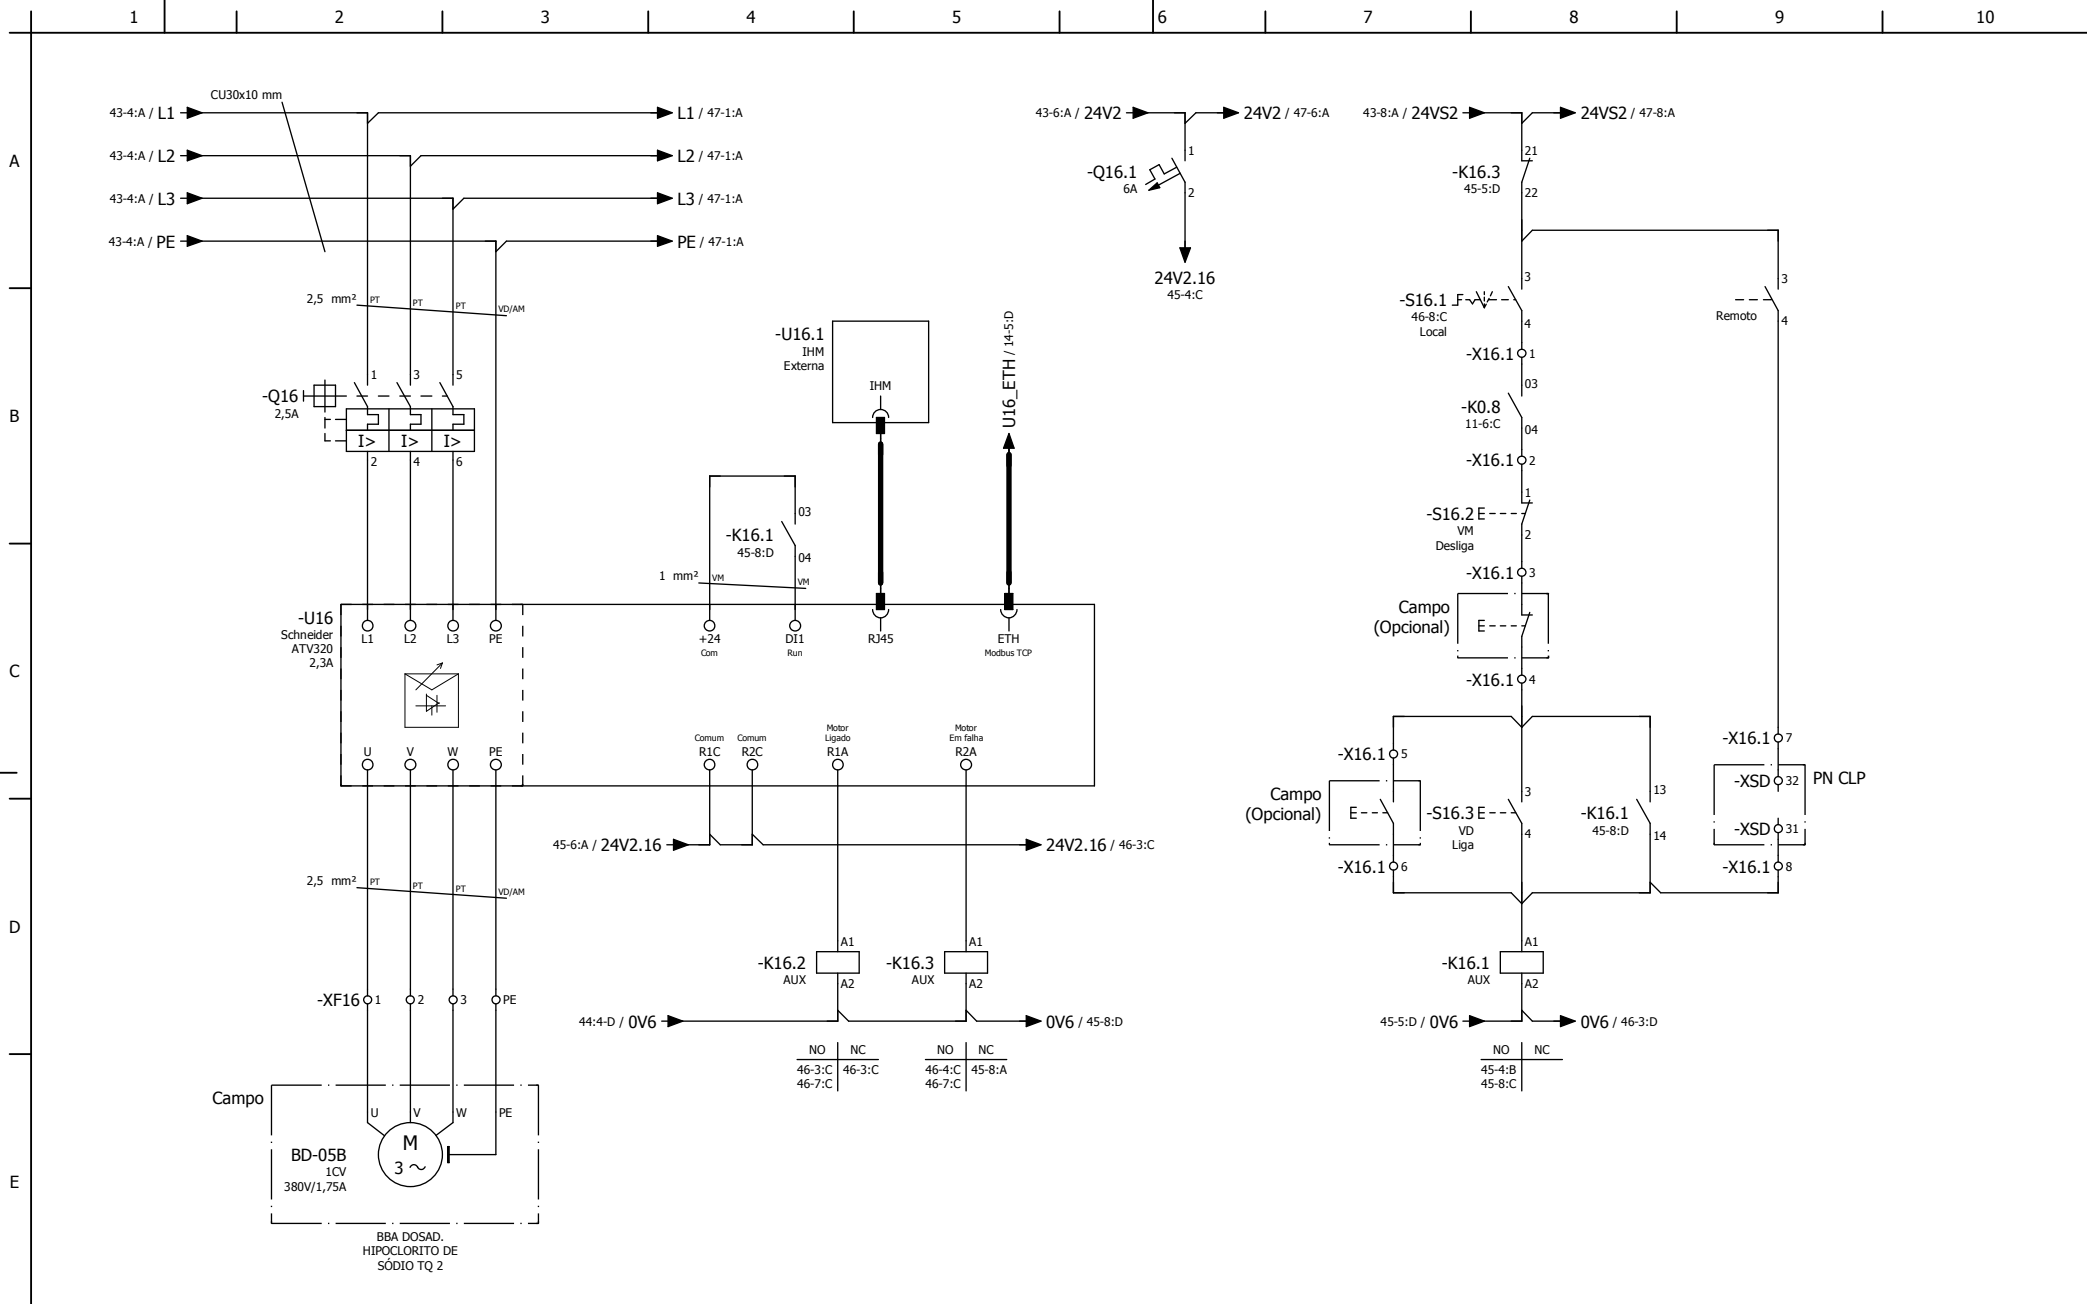 1 2 3 4 5 6 7 8 9 10
A
B
C
D
E
CU30x10 mm
43-4:A / L1
L1 / 47-1:A
43-4:A / L2
L2 / 47-1:A
43-4:A / L3
L3 / 47-1:A
43-4:A / PE
PE / 47-1:A
2,5 mm²
PT
PT
PT
VD/AM
-Q16
2,5A
1 3 5
I> I> I>
2 4 6
-U16
Schneider
ATV320
2,3A
L1 L2 L3 PE
U V W PE
2,5 mm²
PT
PT
PT
VD/AM
-XF16 1 2 3 PE
Campo
U V W PE
M
3
BD-05B
1CV
380V/1,75A
BBA DOSAD.
HIPOCLORITO DE
SÓDIO TQ 2
-U16.1
IHM
Externa
IHM
U16_ETH / 14-5:D
03
-K16.1
45-8:D
04
1 mm²
VM
VM
+24
Com
DI1
Run
RJ45
ETH
Modbus TCP
Comum
R1C
Comum
R2C
Motor
Ligado
R1A
Motor
Em falha
R2A
45-6:A / 24V2.16
24V2.16 / 46-3:C
A1
-K16.2
AUX
A2
A1
-K16.3
AUX
A2
44:4-D / 0V6
0V6 / 45-8:D
NO NC
46-3:C 46-3:C
46-7:C
NO NC
46-4:C 45-8:A
46-7:C
43-6:A / 24V2
24V2 / 47-6:A
1
-Q16.1
6A
2
24V2.16
45-4:C
43-8:A / 24VS2
24VS2 / 47-8:A
21
-K16.3
45-5:D
22
3
-S16.1
46-8:C
Local
4
3
Remoto
4
-X16.1 1
03
-K0.8
11-6:C
04
-X16.1 2
1
-S16.2 E
VM
Desliga
2
-X16.1 3
Campo
(Opcional)
E
-X16.1 4
-X16.1 5
Campo
(Opcional)
E
-X16.1 6
3
-S16.3 E
VD
Liga
4
13
-K16.1
45-8:D
14
-X16.1 7
-XSD 32
PN CLP
-XSD 31
-X16.1 8
A1
-K16.1
AUX
A2
45-5:D / 0V6
0V6 / 46-3:D
NO NC
45-4:B
45-8:C